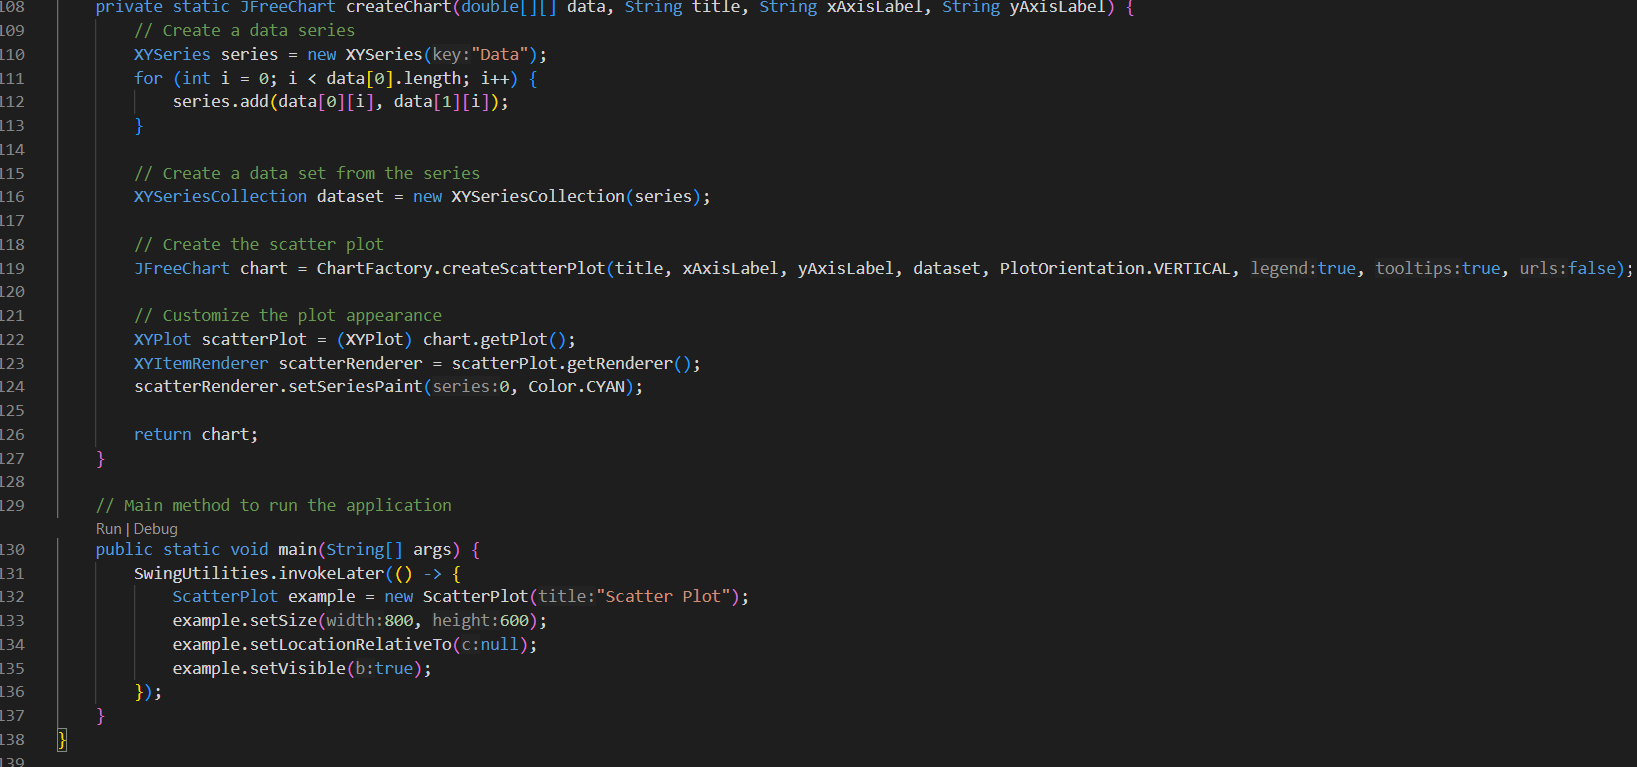 108 private static JFreeChart createChart(double[][] data, String title, String xAxisLabel, String yAxisLabel) {
109 // Create a data series
110 XYSeries series = new XYSeries(key:"Data");
111 for (int i = 0; i < data[0].length; i++) {
112 series.add(data[0][i], data[1][i]);
113 }
114
115 // Create a data set from the series
116 XYSeriesCollection dataset = new XYSeriesCollection(series);
117
118 // Create the scatter plot
119 JFreeChart chart = ChartFactory.createScatterPlot(title, xAxisLabel, yAxisLabel, dataset, PlotOrientation.VERTICAL, legend:true, tooltips:true, urls:false);
120
121 // Customize the plot appearance
122 XYPlot scatterPlot = (XYPlot) chart.getPlot();
123 XYItemRenderer scatterRenderer = scatterPlot.getRenderer();
124 scatterRenderer.setSeriesPaint(series:0, Color.CYAN);
125
126 return chart;
127 }
128
129 // Main method to run the application
Run | Debug
130 public static void main(String[] args) {
131 SwingUtilities.invokeLater(() -> {
132 ScatterPlot example = new ScatterPlot(title:"Scatter Plot");
133 example.setSize(width:800, height:600);
134 example.setLocationRelativeTo(c:null);
135 example.setVisible(b:true);
136 });
137 }
138 }
139